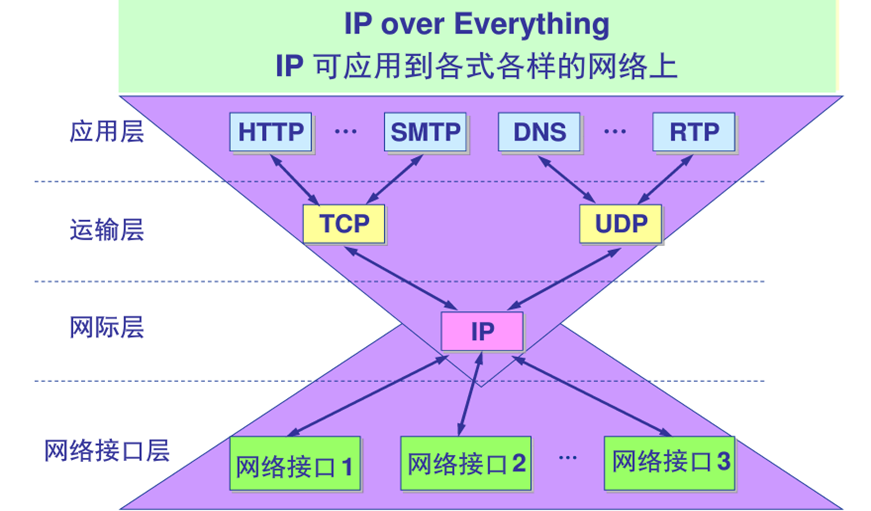 IP over Everything
IP 可应用到各式各样的网络上
应用层 HTTP … SMTP DNS … RTP
运输层 TCP UDP
网际层 IP
网络接口层 网络接口 1 网络接口 2 … 网络接口 3